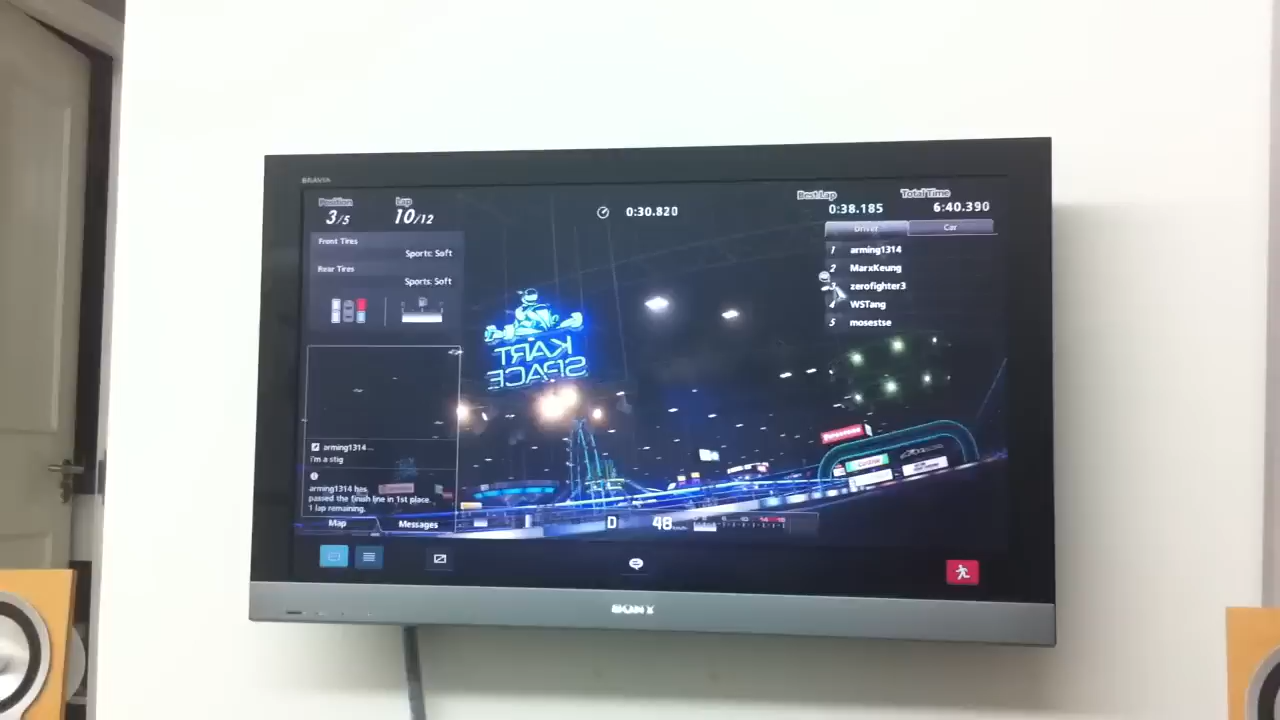 BRAVIA
Position
3/5
Lap
10/12
0:30.820
Best Lap
0:38.185
Total Time
6:40.390
Front Tires
Sports: Soft
Rear Tires
Sports: Soft
Driver
Car
1 arming1314
2 MarxKeung
3 zerofighter3
4 WSTang
5 mosestse
KART
SPACE
arming1314 ...
I'm a stig
arming1314 has
passed the finish line in 1st place.
1 lap remaining.
Map
Messages
D
48
SONY